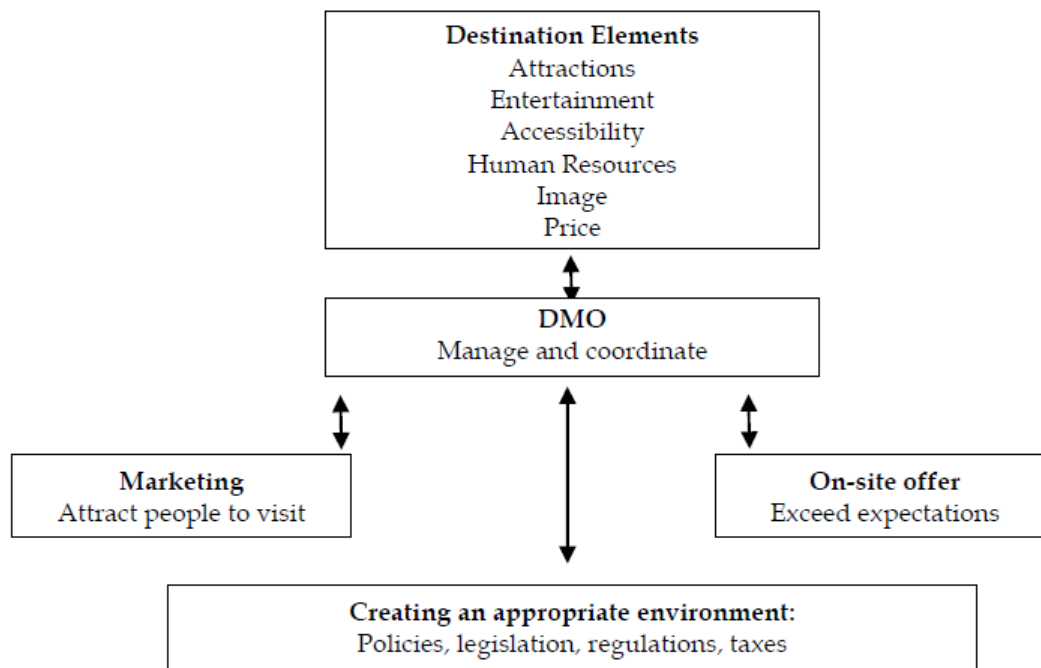 Destination Elements
Attractions
Entertainment
Accessibility
Human Resources
Image
Price
DMO
Manage and coordinate
Marketing
Attract people to visit
On-site offer
Exceed expectations
Creating an appropriate environment:
Policies, legislation, regulations, taxes